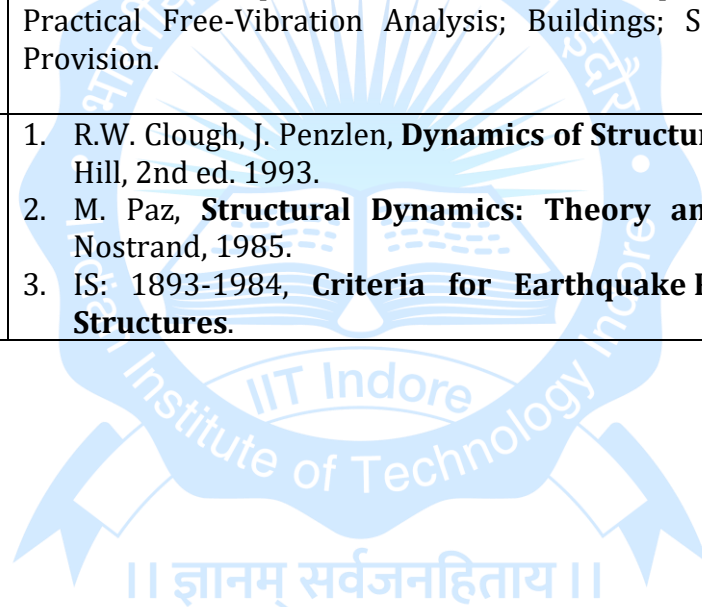 Practical Free-Vibration Analysis; Buildings; S
Provision.
1. R.W. Clough, J. Penzlen, Dynamics of Structur
Hill, 2nd ed. 1993.
2. M. Paz, Structural Dynamics: Theory an
Nostrand, 1985.
3. IS: 1893-1984, Criteria for Earthquake
Structures.
Indian Institute of Technology Indore
IIT Indore
।। ज्ञानम् सर्वजनहिताय ।।